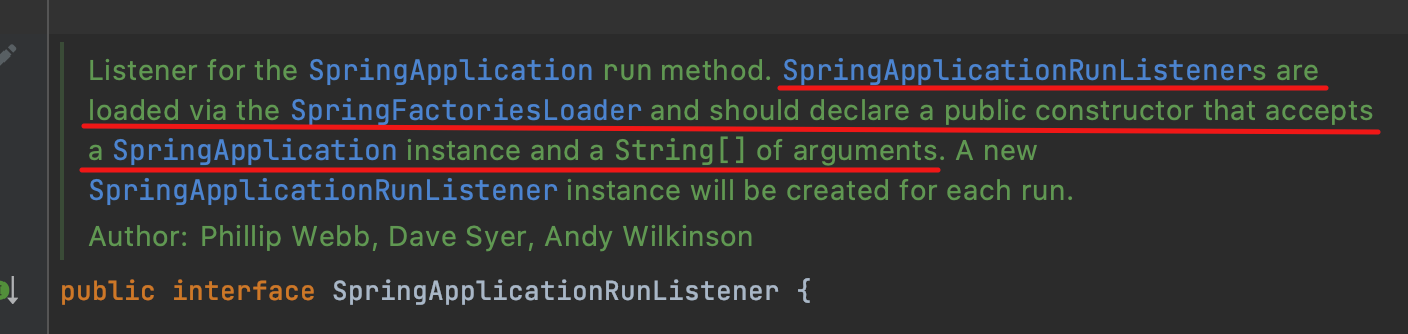 Listener for the SpringApplication run method. SpringApplicationRunListeners are
loaded via the SpringFactoriesLoader and should declare a public constructor that accepts
a SpringApplication instance and a String[] of arguments. A new
SpringApplicationRunListener instance will be created for each run.
Author: Phillip Webb, Dave Syer, Andy Wilkinson
public interface SpringApplicationRunListener {